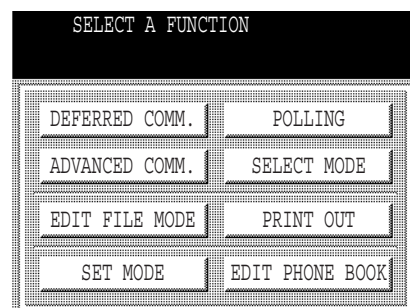 SELECT A FUNCTION
DEFERRED COMM.
POLLING
ADVANCED COMM.
SELECT MODE
EDIT FILE MODE
PRINT OUT
SET MODE
EDIT PHONE BOOK